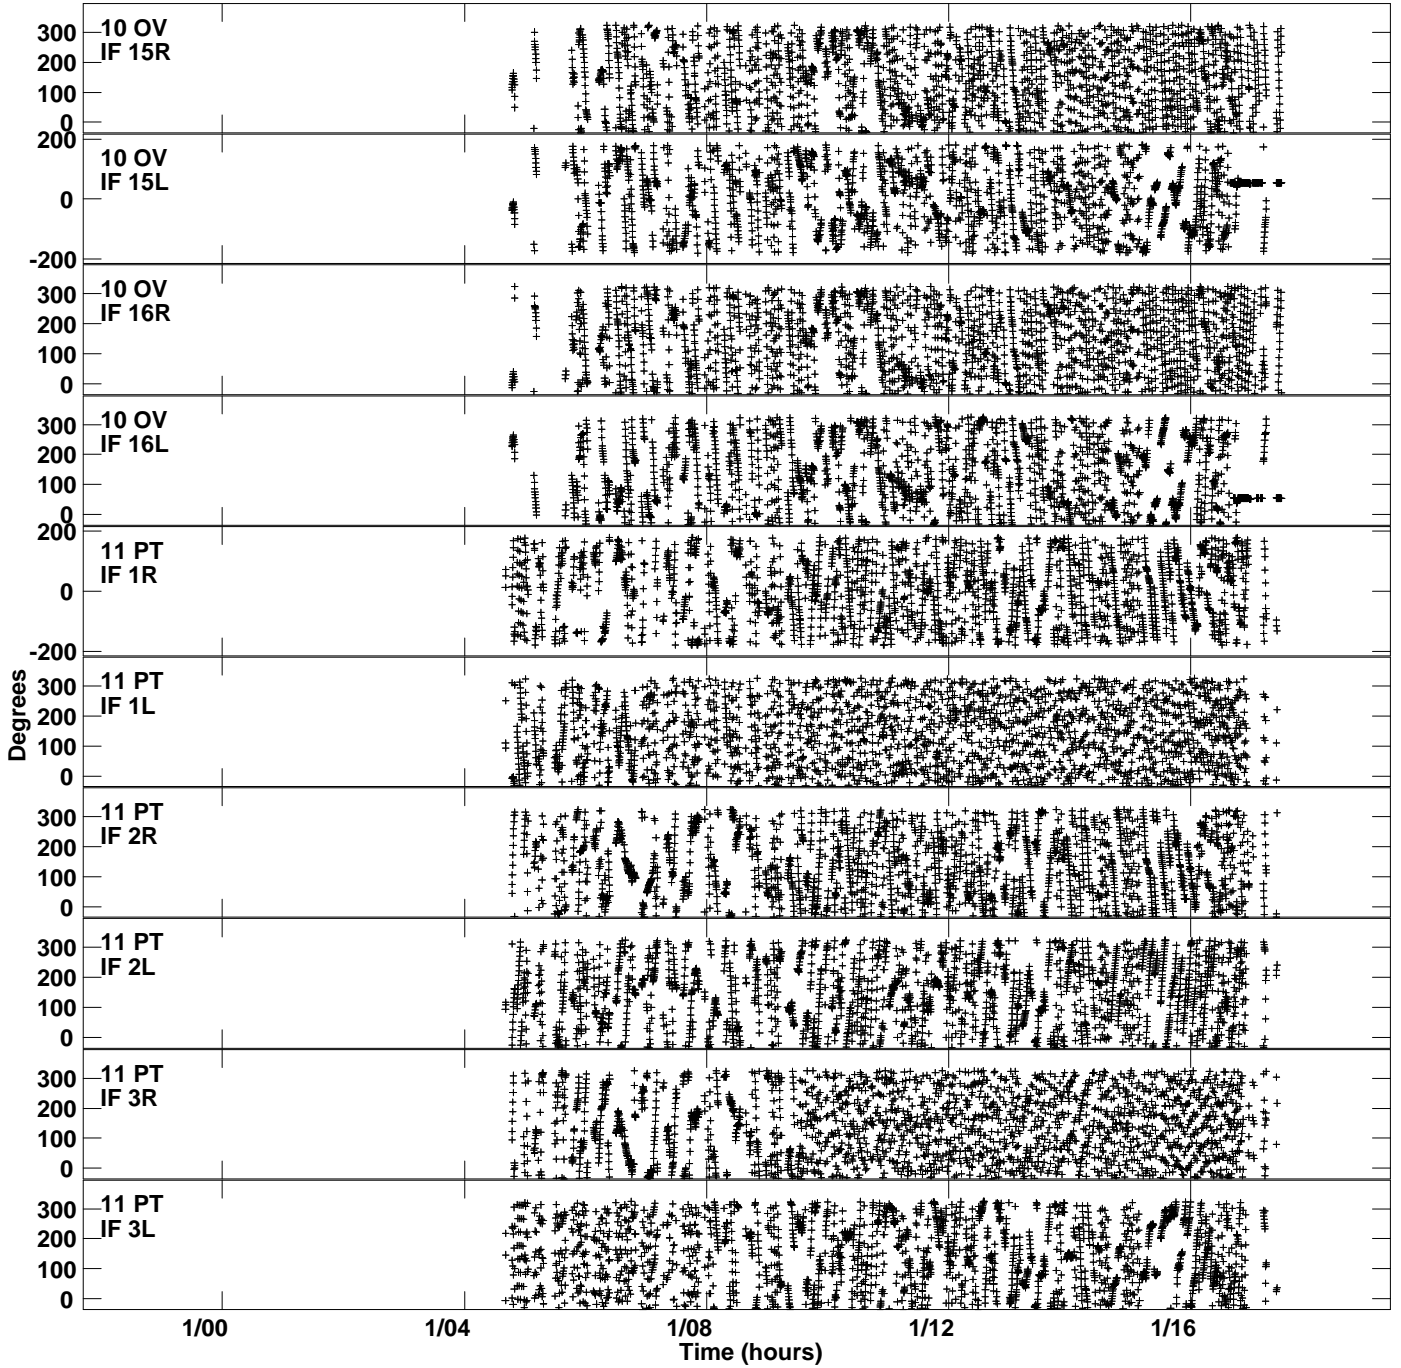 10 OV
IF 15R
300
200
100
0
10 OV
IF 15L
200
0
-200
10 OV
IF 16R
300
200
100
0
10 OV
IF 16L
300
200
100
0
11 PT
IF 1R
200
0
-200
11 PT
IF 1L
300
200
100
0
Degrees
11 PT
IF 2R
300
200
100
0
11 PT
IF 2L
300
200
100
0
11 PT
IF 3R
300
200
100
0
11 PT
IF 3L
300
200
100
0
1/00 1/04 1/08 1/12 1/16
Time (hours)